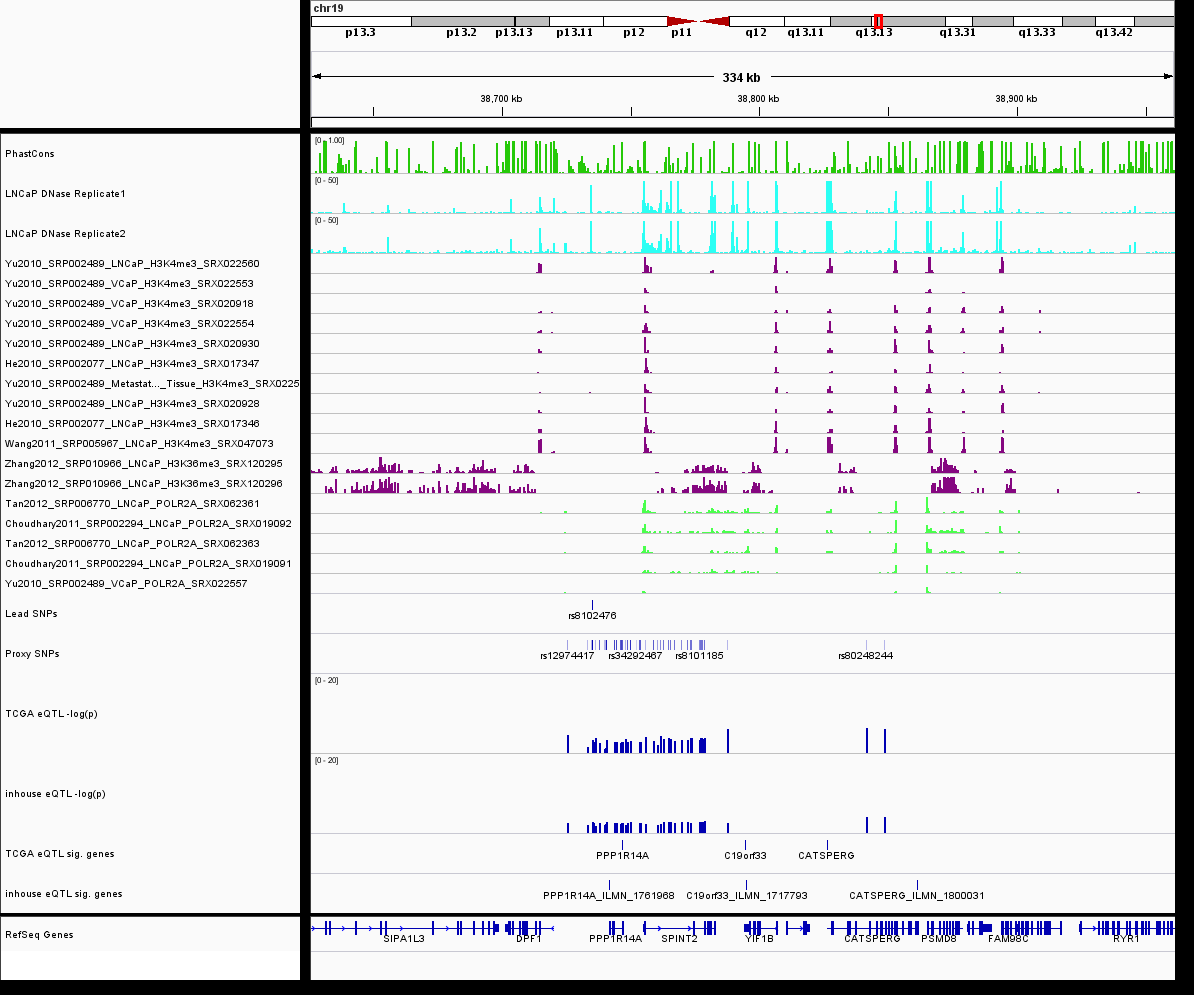 chr19
p13.3 p13.2 p13.13 p13.11 p12 p11 q12 q13.11 q13.13 q13.31 q13.33 q13.42
334 kb
38,700 kb 38,800 kb 38,900 kb
PhastCons
[0 - 1.00]
LNCaP DNase Replicate1
[0 - 50]
LNCaP DNase Replicate2
[0 - 50]
Yu2010_SRP002489_LNCaP_H3K4me3_SRX022560
Yu2010_SRP002489_VCaP_H3K4me3_SRX022553
Yu2010_SRP002489_VCaP_H3K4me3_SRX020918
Yu2010_SRP002489_VCaP_H3K4me3_SRX022554
Yu2010_SRP002489_LNCaP_H3K4me3_SRX020930
He2010_SRP002077_LNCaP_H3K4me3_SRX017347
Yu2010_SRP002489_Metastat..._Tissue_H3K4me3_SRX0225
Yu2010_SRP002489_LNCaP_H3K4me3_SRX020928
He2010_SRP002077_LNCaP_H3K4me3_SRX017346
Wang2011_SRP005967_LNCaP_H3K4me3_SRX047073
Zhang2012_SRP010966_LNCaP_H3K36me3_SRX120295
Zhang2012_SRP010966_LNCaP_H3K36me3_SRX120296
Tan2012_SRP006770_LNCaP_POLR2A_SRX062361
Choudhary2011_SRP002294_LNCaP_POLR2A_SRX019092
Tan2012_SRP006770_LNCaP_POLR2A_SRX062363
Choudhary2011_SRP002294_LNCaP_POLR2A_SRX019091
Yu2010_SRP002489_VCaP_POLR2A_SRX022557
Lead SNPs
rs8102476
Proxy SNPs
rs12974417 rs34292467 rs8101185 rs80248244
[0 - 20]
TCGA eQTL -log(p)
[0 - 20]
inhouse eQTL -log(p)
TCGA eQTL sig. genes
PPP1R14A C19orf33 CATSPERG
inhouse eQTL sig. genes
PPP1R14A_ILMN_1761968 C19orf33_ILMN_1717793 CATSPERG_ILMN_1800031
RefSeq Genes
SIPA1L3 DPF1 PPP1R14A SPINT2 YIF1B CATSPERG PSMD8 FAM98C RYR1